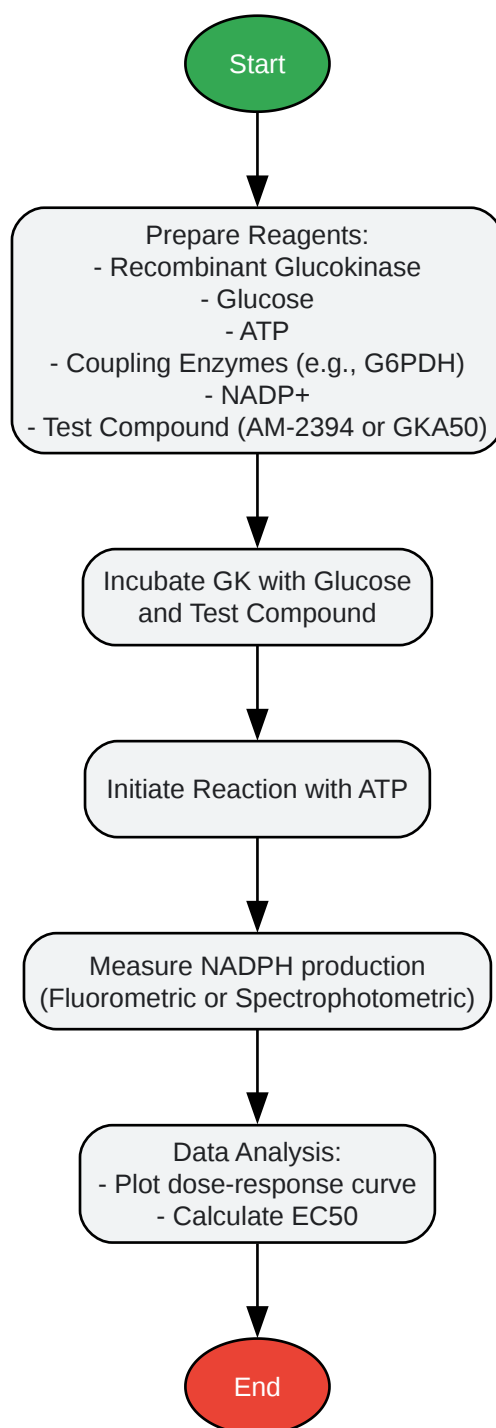 Start
Prepare Reagents:
- Recombinant Glucokinase
- Glucose
- ATP
- Coupling Enzymes (e.g., G6PDH)
- NADP+
- Test Compound (AM-2394 or GKA50)
Incubate GK with Glucose
and Test Compound
Initiate Reaction with ATP
Measure NADPH production
(Fluorometric or Spectrophotometric)
Data Analysis:
- Plot dose-response curve
- Calculate EC50
End